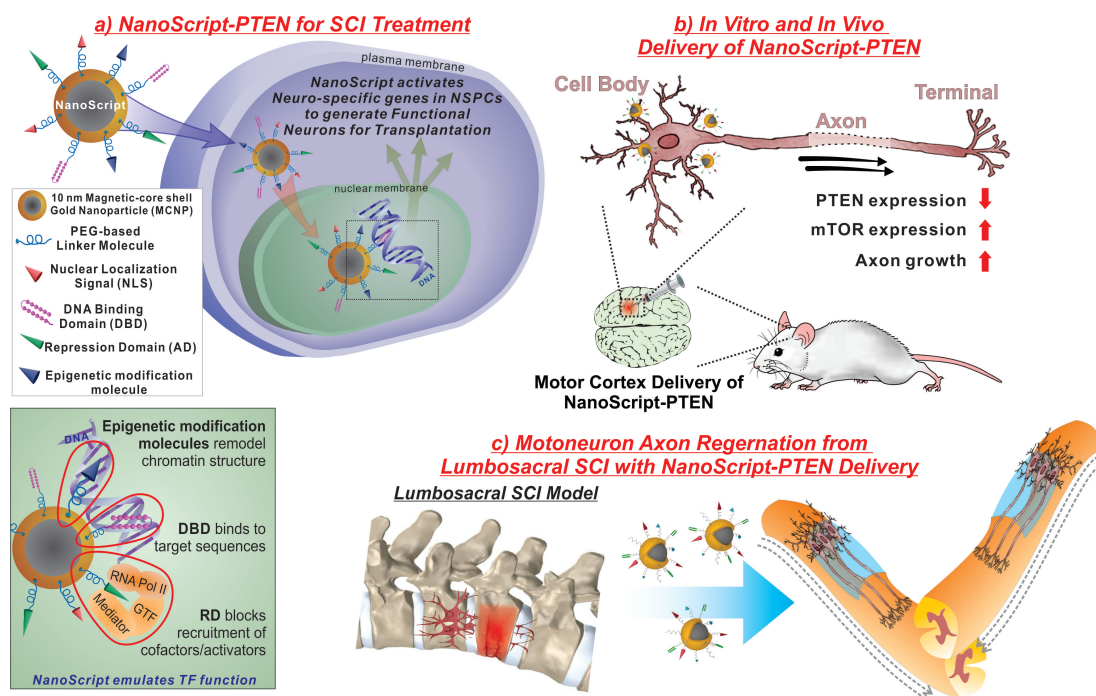 a) NanoScript-PTEN for SCI Treatment
NanoScript
plasma membrane
NanoScript activates
Neuro-specific genes in NSPCs
to generate Functional
Neurons for Transplantation
nuclear membrane
DNA
10 nm Magnetic-core shell
Gold Nanoparticle (MCNP)
PEG-based
Linker Molecule
Nuclear Localization
Signal (NLS)
DNA Binding
Domain (DBD)
Repression Domain (AD)
Epigenetic modification
molecule
DNA
Epigenetic modification
molecules remodel
chromatin structure
DBD binds to
target sequences
RNA Pol II
GTF
Mediator
RD blocks
recruitment of
cofactors/activators
NanoScript emulates TF function
b) In Vitro and In Vivo
Delivery of NanoScript-PTEN
Cell Body
Axon
Terminal
PTEN expression
mTOR expression
Axon growth
Motor Cortex Delivery of
NanoScript-PTEN
c) Motoneuron Axon Regernation from
Lumbosacral SCI with NanoScript-PTEN Delivery
Lumbosacral SCI Model